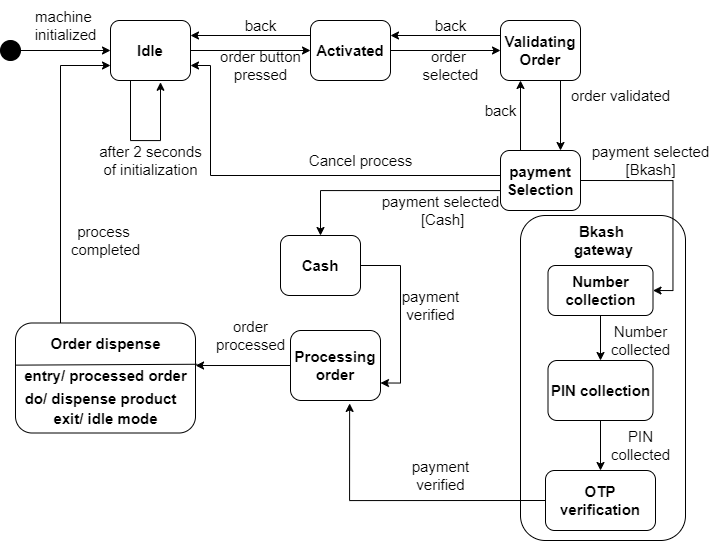 machine
initialized
Idle
back
order button
pressed
Activated
back
order
selected
Validating
Order
after 2 seconds
of initialization
back
order validated
Cancel process
payment
Selection
payment selected
[Bkash]
payment selected
[Cash]
process
completed
Cash
payment
verified
Bkash
gateway
Number
collection
Number
collected
PIN collection
PIN
collected
OTP
verification
payment
verified
Processing
order
order
processed
Order dispense
entry/ processed order
do/ dispense product
exit/ idle mode